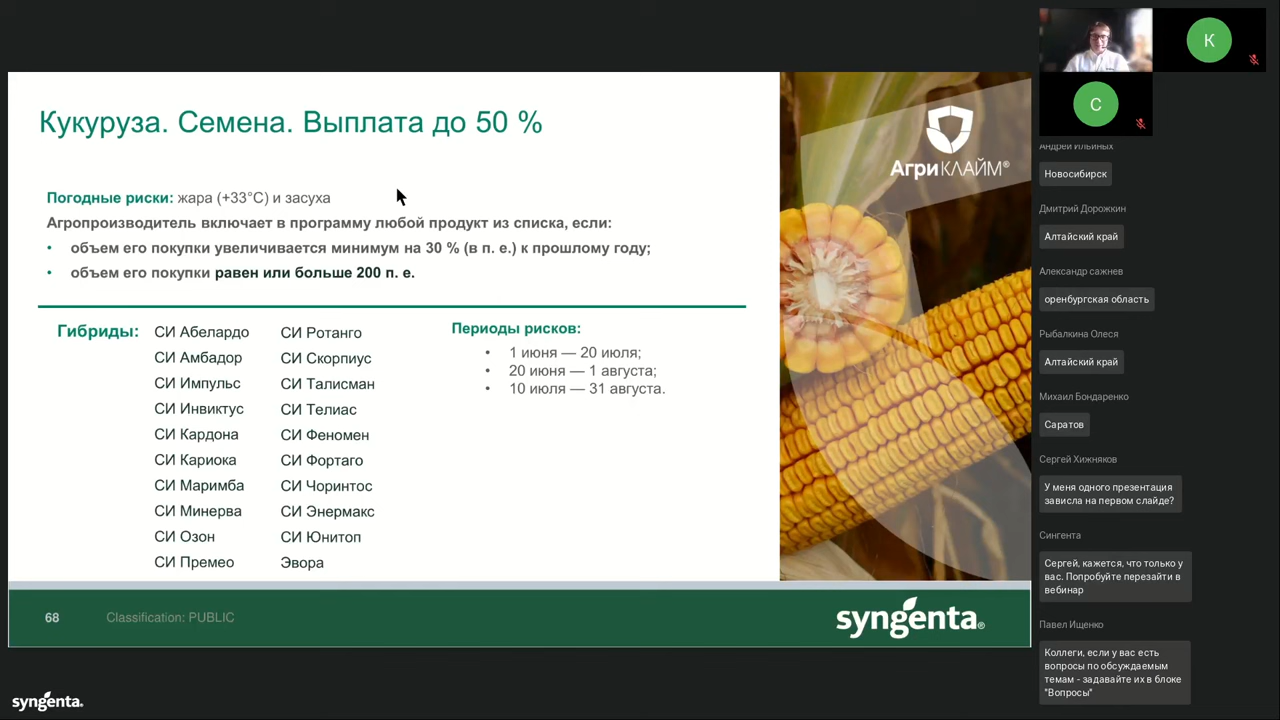 Кукуруза. Семена. Выплата до 50 %
АгриКЛАЙМ®
Погодные риски: жара (+33°C) и засуха
Агропроизводитель включает в программу любой продукт из списка, если:
• объем его покупки увеличивается минимум на 30 % (в п. е.) к прошлому году;
• объем его покупки равен или больше 200 п. е.
Гибриды:
СИ Абелардо
СИ Амбадор
СИ Импульс
СИ Инвиктус
СИ Кардона
СИ Кариока
СИ Маримба
СИ Минерва
СИ Озон
СИ Премео
СИ Ротанго
СИ Скорпиус
СИ Талисман
СИ Телиас
СИ Феномен
СИ Фортаго
СИ Чоринтос
СИ Энермакс
СИ Юнитоп
Эвора
Периоды рисков:
• 1 июня — 20 июля;
• 20 июня — 1 августа;
• 10 июля — 31 августа.
68
Classification: PUBLIC
syngenta®
syngenta.
К
С
Андрей Ильиных
Новосибирск
Дмитрий Дорожкин
Алтайский край
Александр сажнев
оренбургская область
Рыбалкина Олеся
Алтайский край
Михаил Бондаренко
Саратов
Сергей Хижняков
У меня одного презентация
зависла на первом слайде?
Сингента
Сергей, кажется, что только у
вас. Попробуйте перезайти в
вебинар
Павел Ищенко
Коллеги, если у вас есть
вопросы по обсуждаемым
темам - задавайте их в блоке
"Вопросы"